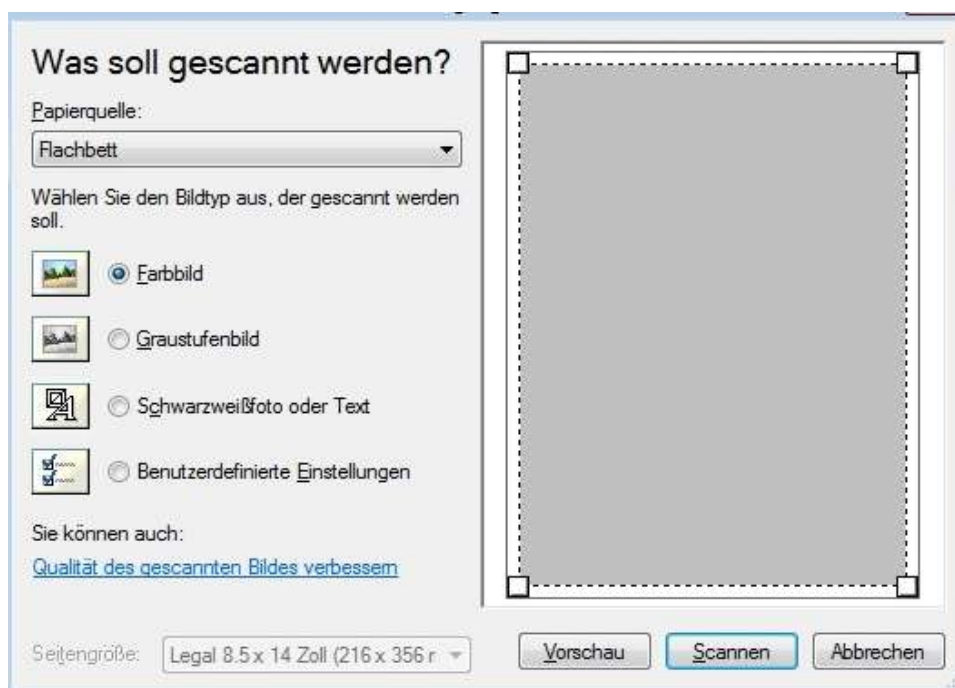 Was soll gescannt werden?
Papierquelle:
Flachbett
Wählen Sie den Bildtyp aus, der gescannt werden
soll.
Farbbild
Graustufenbild
Schwarzweißfoto oder Text
Benutzerdefinierte Einstellungen
Sie können auch:
Qualität des gescannten Bildes verbessern
Seitengröße:
Legal 8.5 x 14 Zoll (216 x 356 r
Vorschau
Scannen
Abbrechen